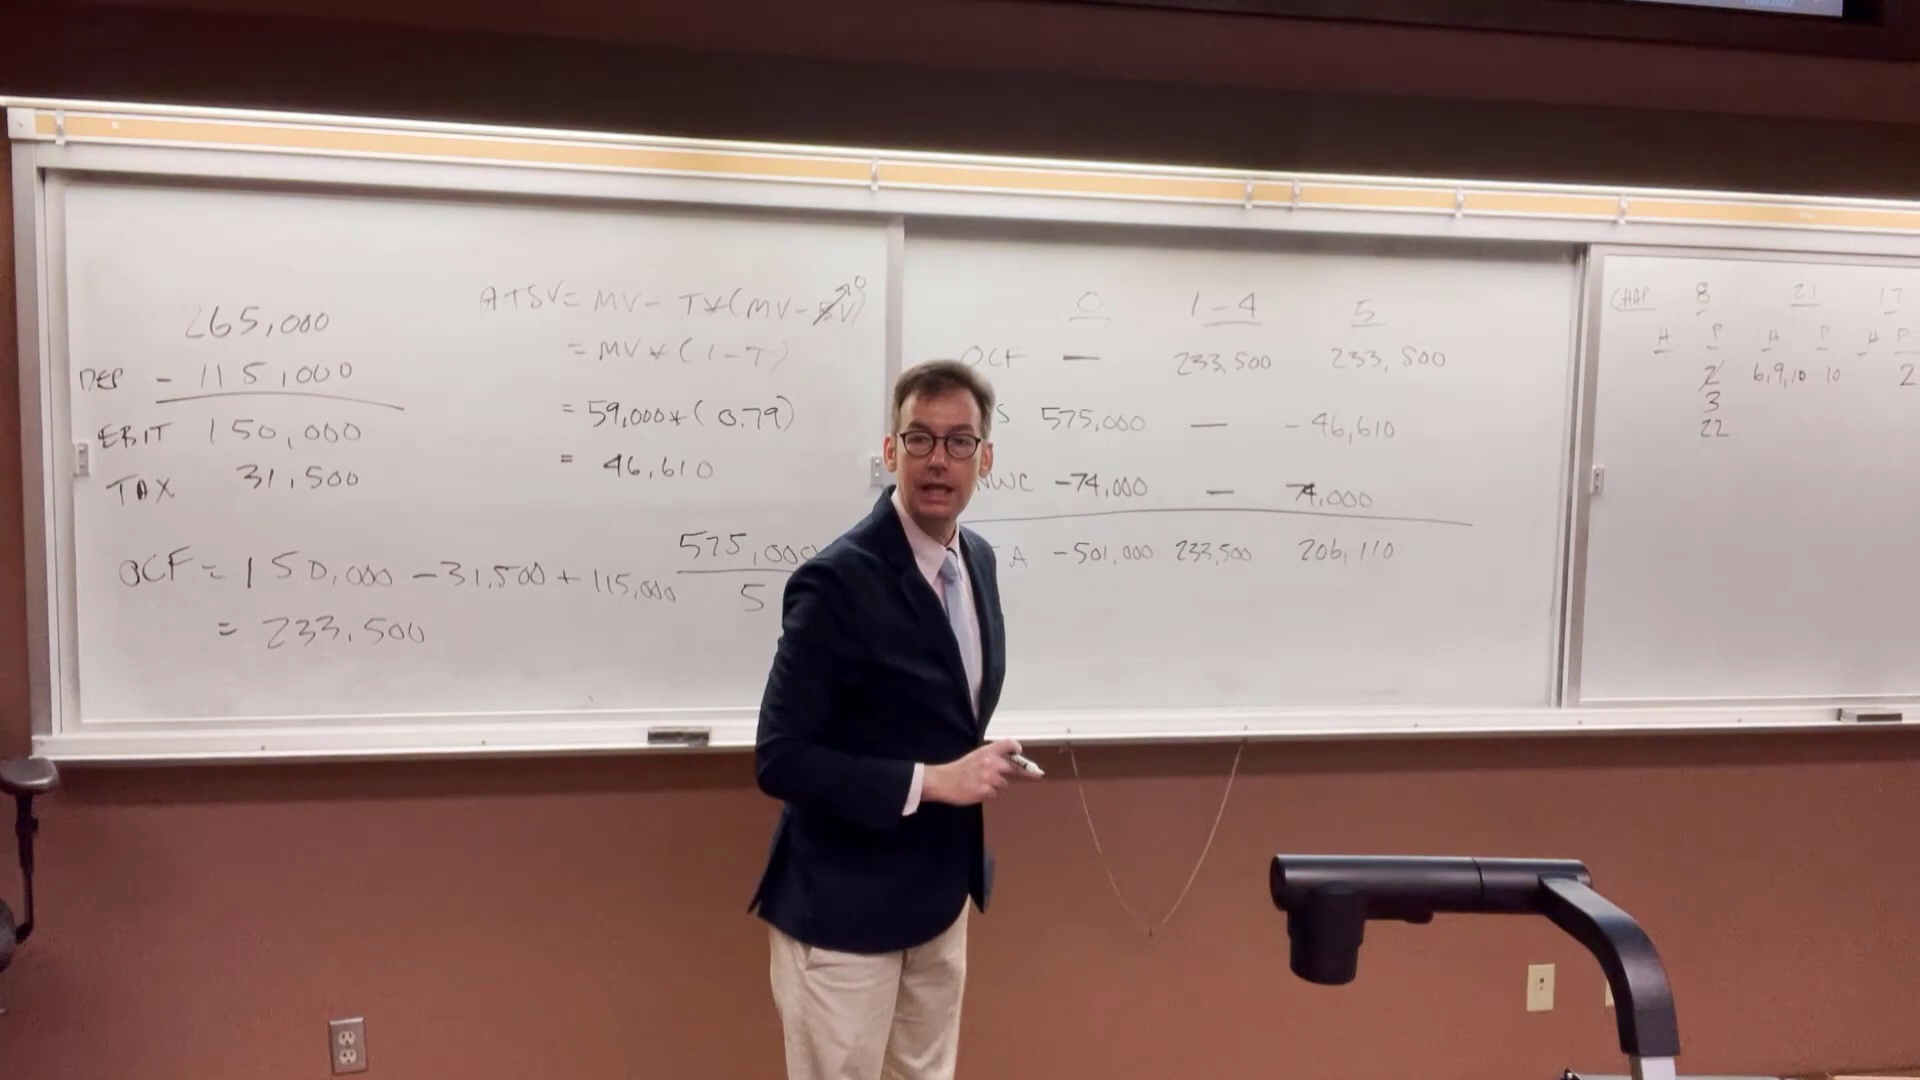 265,000
DEP - 115,000
EBIT 150,000
TAX 31,500
OCF = 150,000 - 31,500 + 115,000
= 233,500
ATSV = MV - T*(MV - BV) 0
= MV * (1-T)
= 59,000 * (0.79)
= 46,610
575,000
5
0 1-4 5
OCF — 233,500 233,500
S 575,000 — - 46,610
NWC -74,000 — 74,000
A -501,000 233,500 206,110
CHAP 8 21 17
H P H P H P
2 6,9,10 10 2
3
22